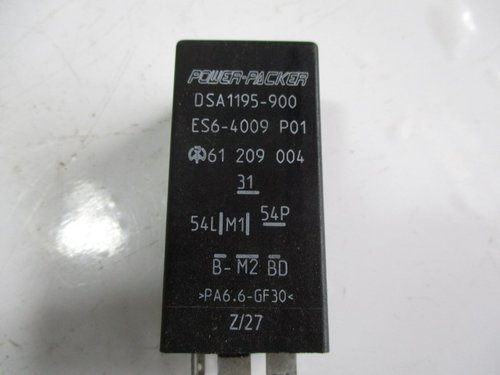 POWER-PACKER
DSA1195-900
ES6-4009 P01
61 209 004
31
54L M1 54P
B- M2 BD
>PA6.6-GF30<
Z/27